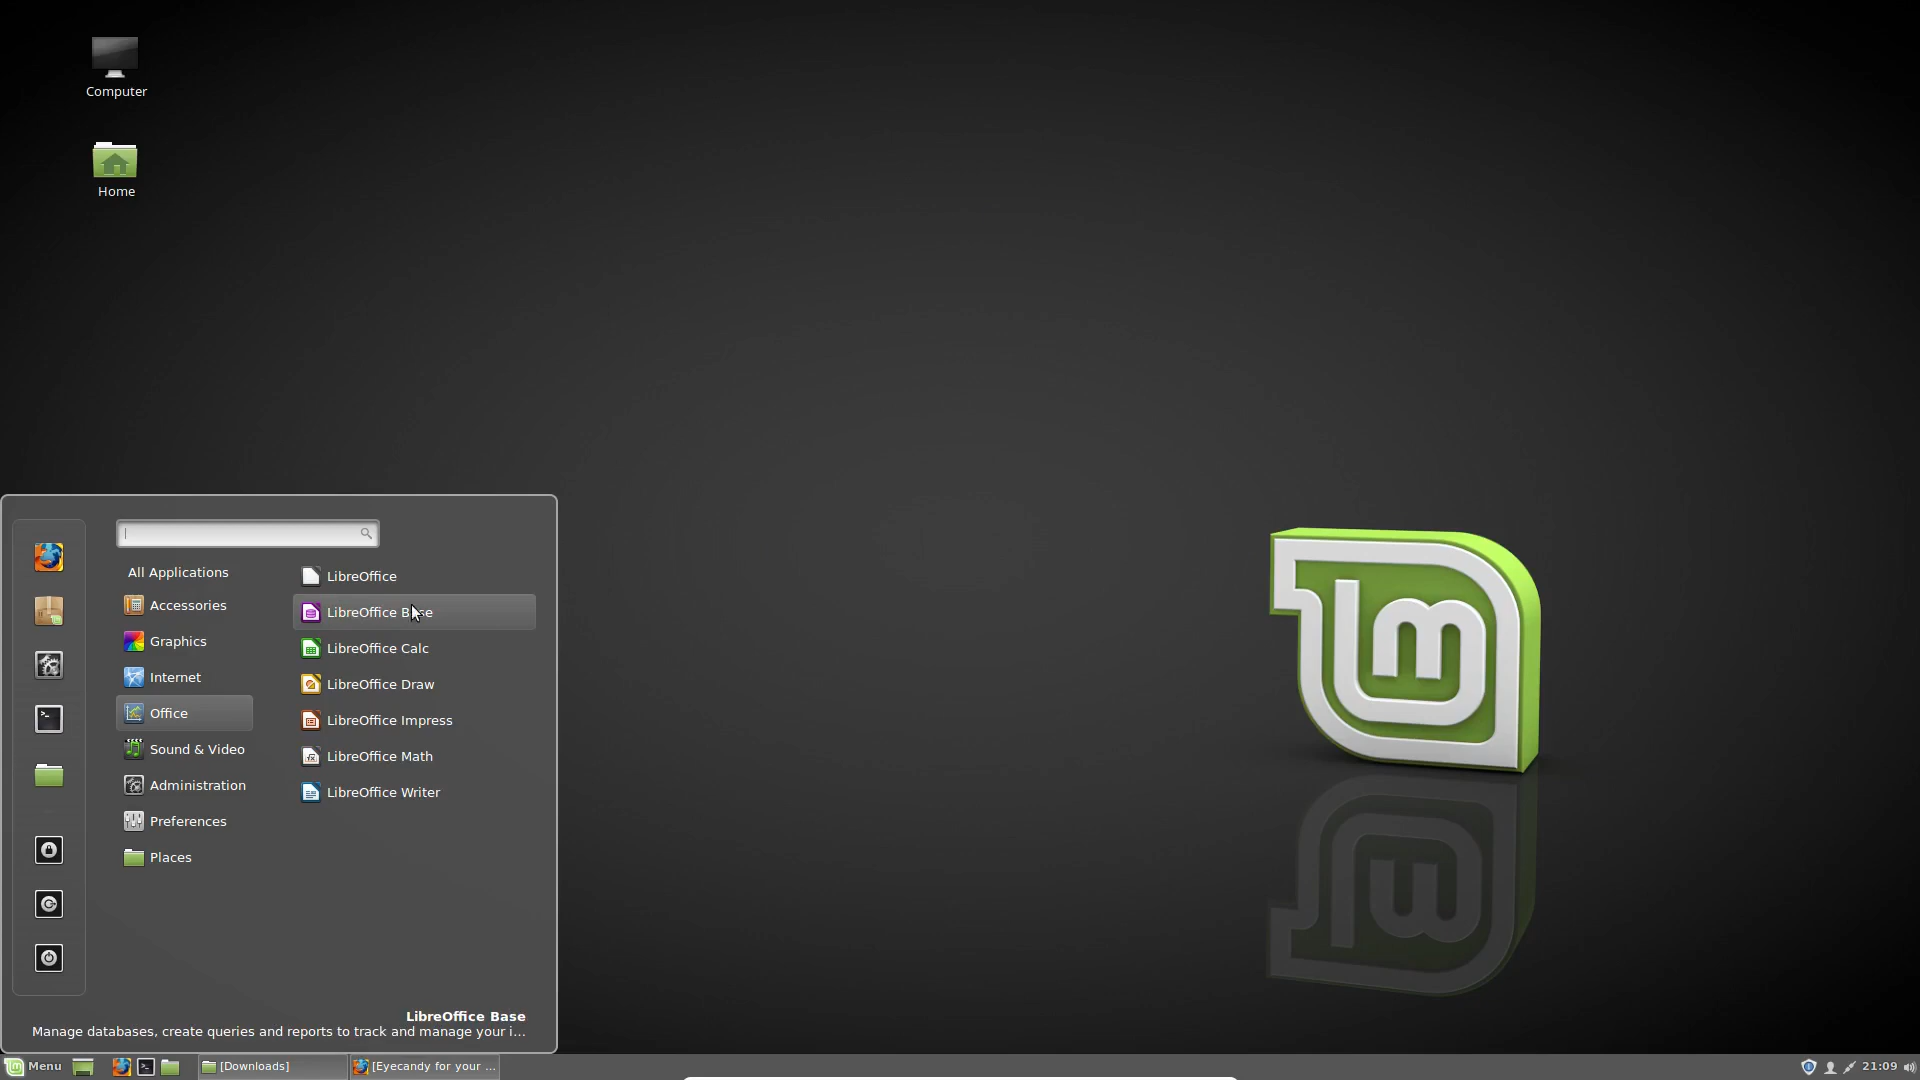 Computer
Home
All Applications
Accessories
Graphics
Internet
Office
Sound & Video
Administration
Preferences
Places
LibreOffice
LibreOffice Base
LibreOffice Calc
LibreOffice Draw
LibreOffice Impress
LibreOffice Math
LibreOffice Writer
LibreOffice Base
Manage databases, create queries and reports to track and manage your i...
Menu
[Downloads]
[Eyecandy for your ...
21:09